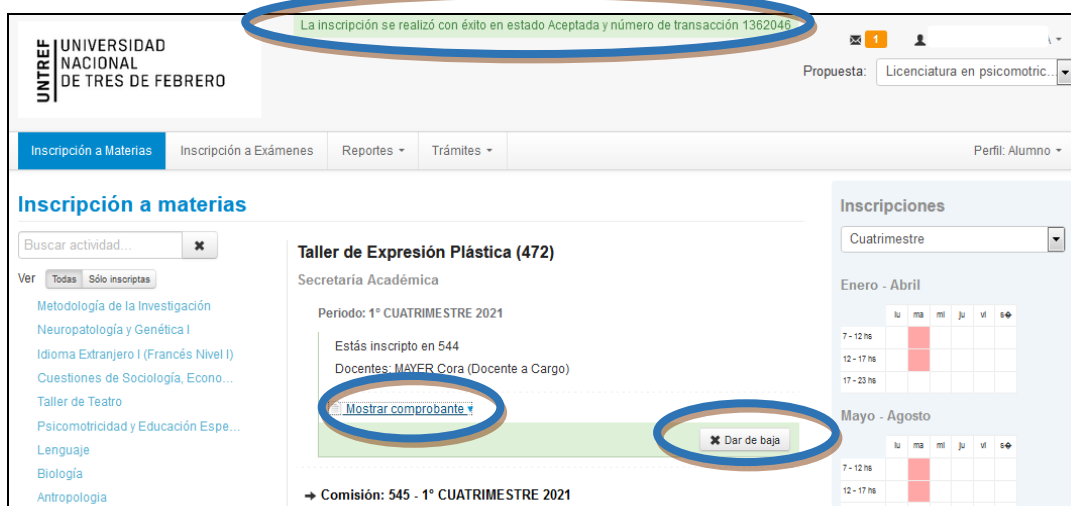 La inscripción se realizó con éxito en estado Aceptada y número de transacción 1362046
UNTREF
UNIVERSIDAD
NACIONAL
DE TRES DE FEBRERO
1
Propuesta: Licenciatura en psicomotric...
Inscripción a Materias Inscripción a Exámenes Reportes Trámites Perfil: Alumno
Inscripción a materias
Buscar actividad...
Ver Todas Sólo inscriptas
Metodología de la Investigación
Neuropatología y Genética I
Idioma Extranjero I (Francés Nivel I)
Cuestiones de Sociología, Econo...
Taller de Teatro
Psicomotricidad y Educación Espe...
Lenguaje
Biología
Antropologia
Taller de Expresión Plástica (472)
Secretaría Académica
Periodo: 1º CUATRIMESTRE 2021
Estás inscripto en 544
Docentes: MAYER Cora (Docente a Cargo)
Mostrar comprobante
Dar de baja
Comisión: 545 - 1º CUATRIMESTRE 2021
Inscripciones
Cuatrimestre
Enero - Abril
lu ma mi ju vi s�
7 - 12 hs
12 - 17 hs
17 - 23 hs
Mayo - Agosto
lu ma mi ju vi s�
7 - 12 hs
12 - 17 hs